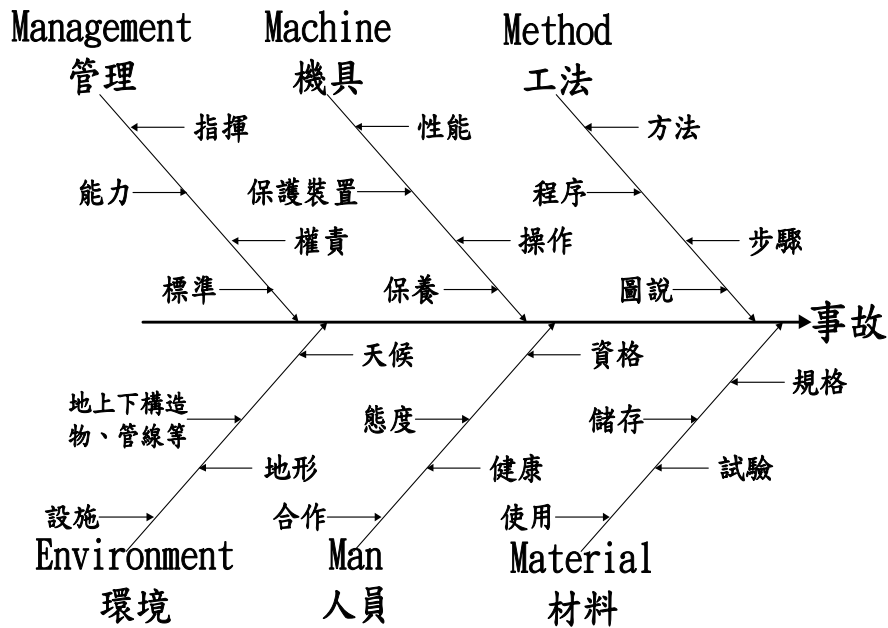 Management
管理
指揮
能力
權責
標準
Machine
機具
性能
保護裝置
操作
保養
Method
工法
方法
程序
步驟
圖說
事故
天候
地上下構造
物、管線等
地形
設施
Environment
環境
資格
態度
健康
合作
Man
人員
規格
儲存
試驗
使用
Material
材料